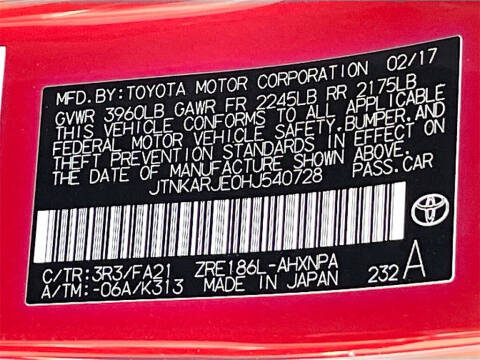 MFD.BY:TOYOTA MOTOR CORPORATION 02/17
GVWR 3960LB GAWR FR 2245LB RR 2175LB
THIS VEHICLE CONFORMS TO ALL APPLICABLE
FEDERAL MOTOR VEHICLE SAFETY,BUMPER,AND
THEFT PREVENTION STANDARDS IN EFFECT ON
THE DATE OF MANUFACTURE SHOWN ABOVE.
JTNKARJE0HJ540728 PASS.CAR
C/TR:3R3/FA21 ZRE186L-AHXNPA
A/TM:-06A/K313 MADE IN JAPAN 232 A